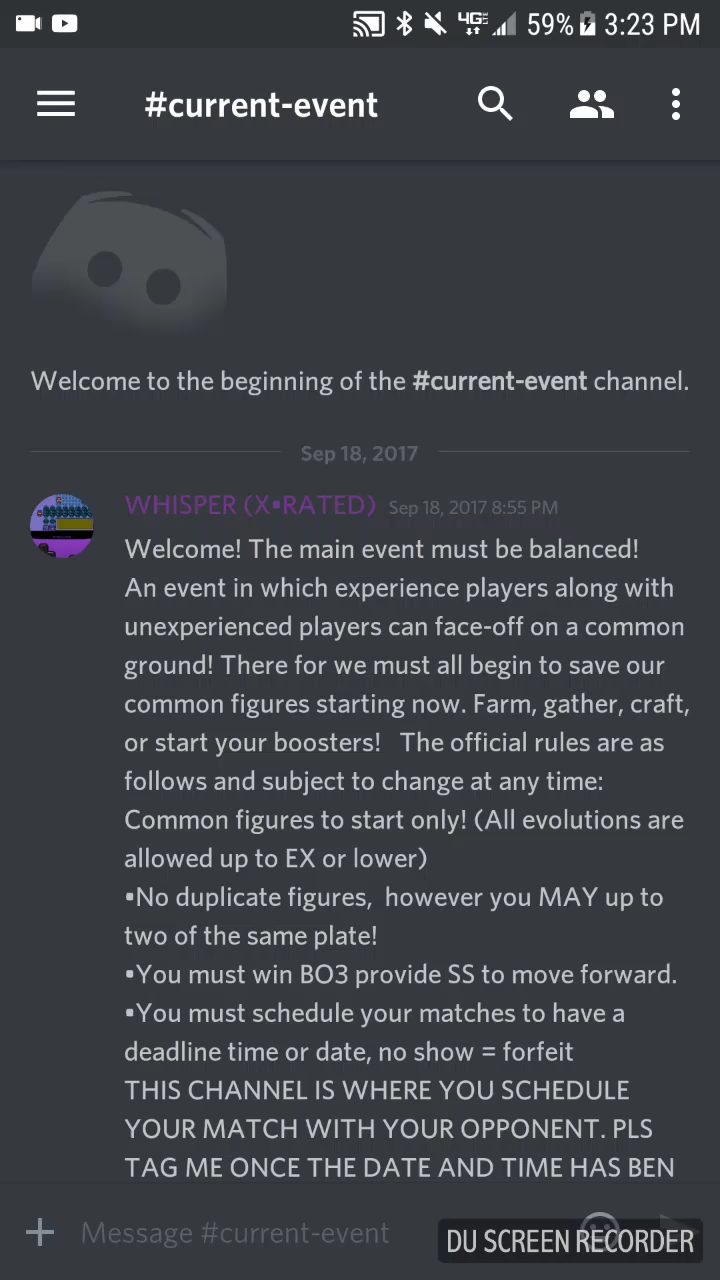 4G 59% 3:23 PM
#current-event
Welcome to the beginning of the #current-event channel.
Sep 18, 2017
WHISPER (X•RATED) Sep 18, 2017 8:55 PM
Welcome! The main event must be balanced!
An event in which experience players along with
unexperienced players can face-off on a common
ground! There for we must all begin to save our
common figures starting now. Farm, gather, craft,
or start your boosters!   The official rules are as
follows and subject to change at any time:
Common figures to start only! (All evolutions are
allowed up to EX or lower)
•No duplicate figures,  however you MAY up to
two of the same plate!
•You must win BO3 provide SS to move forward.
•You must schedule your matches to have a
deadline time or date, no show = forfeit
THIS CHANNEL IS WHERE YOU SCHEDULE
YOUR MATCH WITH YOUR OPPONENT. PLS
TAG ME ONCE THE DATE AND TIME HAS BEN
Message #current-event
DU SCREEN RECORDER